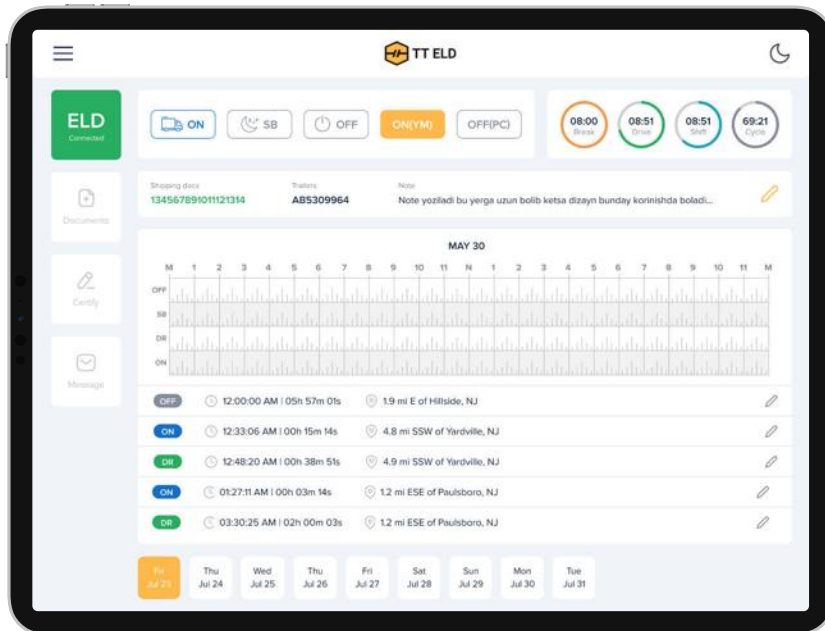 TT ELD
ELD
Connected
ON
SB
OFF
ON(YM)
OFF(PC)
08:00
Break
08:51
Drive
08:51
Shift
69:21
Cycle
Documents
Certify
Message
Shipping docs
134567891011121314
Trailers
ABS309964
Note
Note yoziladi bu yerga uzun bolib ketsa dizayn bunday korinishda boladi...
MAY 30
M 1 2 3 4 5 6 7 8 9 10 11 N 1 2 3 4 5 6 7 8 9 10 11 M
OFF
SB
DR
ON
OFF 12:00:00 AM | 05h 57m 01s 1.9 mi E of Hillside, NJ
ON 12:33:06 AM | 00h 15m 14s 4.8 mi SSW of Yardville, NJ
DR 12:48:20 AM | 00h 38m 51s 4.9 mi SSW of Yardville, NJ
ON 01:27:11 AM | 00h 03m 14s 1.2 mi ESE of Paulsboro, NJ
DR 03:30:25 AM | 02h 00m 03s 1.2 mi ESE of Paulsboro, NJ
Fri Thu Wed Thu Fri Sat Sun Mon Tue
Jul 23 Jul 24 Jul 25 Jul 26 Jul 27 Jul 28 Jul 29 Jul 30 Jul 31